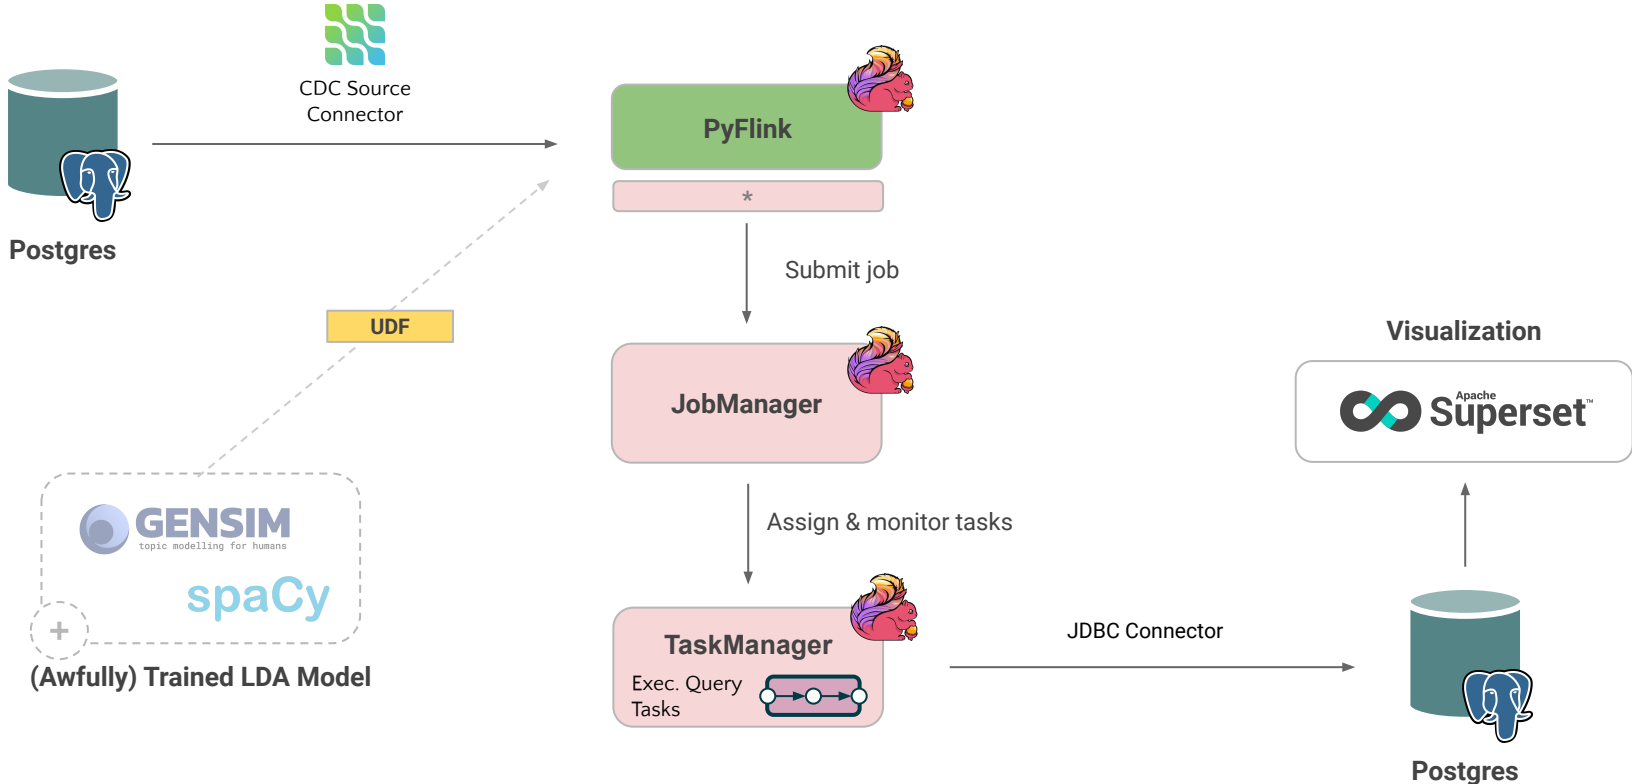 CDC Source
Connector
PyFlink
*
Postgres
Submit job
UDF
Visualization
JobManager
Apache
Superset™
GENSIM
topic modelling for humans
Assign & monitor tasks
spaCy
+
(Awfully) Trained LDA Model
TaskManager
Exec. Query
Tasks
JDBC Connector
Postgres